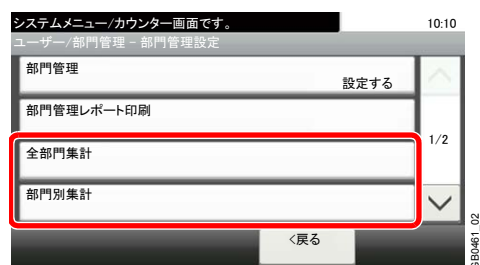 システムメニュー/カウンター画面です。
10:10
ユーザー/部門管理 - 部門管理設定
部門管理
設定する
部門管理レポート印刷
1/2
全部門集計
部門別集計
<戻る
GB0461_02